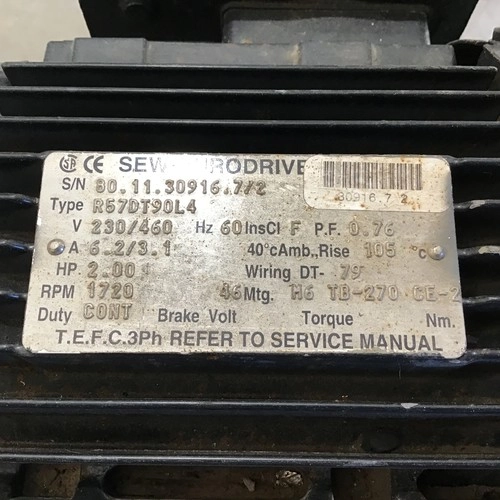 SA CE SEW-EURODRIVE
S/N 80.11.30916.7/2
30916.7 2
Type R57DT90L4
V 230/460 Hz 60 InsCl F P.F. 0.76
A 6.2/3.1 40°cAmb.,Rise 105 °c
HP 2.00 Wiring DT- 79
RPM 1720 46 Mtg. M6 TB-270 CE-2
Duty CONT Brake Volt Torque Nm.
T.E.F.C.3Ph REFER TO SERVICE MANUAL